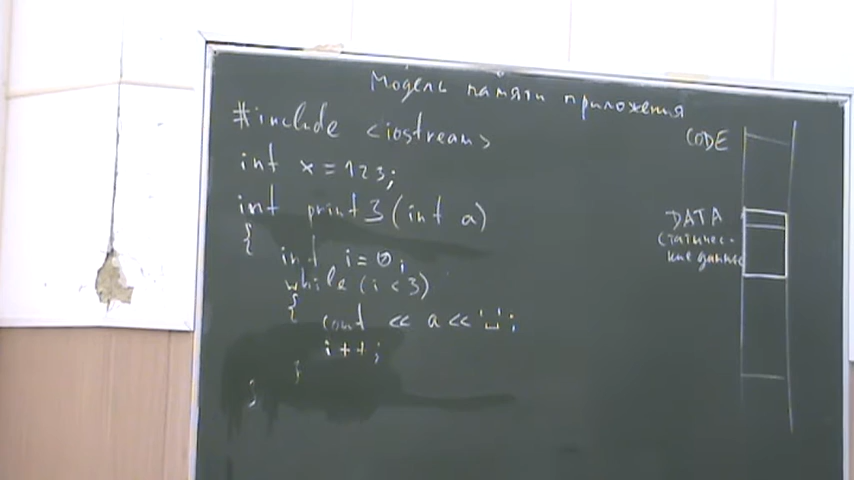 Модель памяти приложения
#include <iostream>
int x = 123;
int print3(int a)
{
int i=0;
while (i < 3)
{
cout << a << '␣';
i++;
}
}
CODE
DATA
(статичес-
кие данные